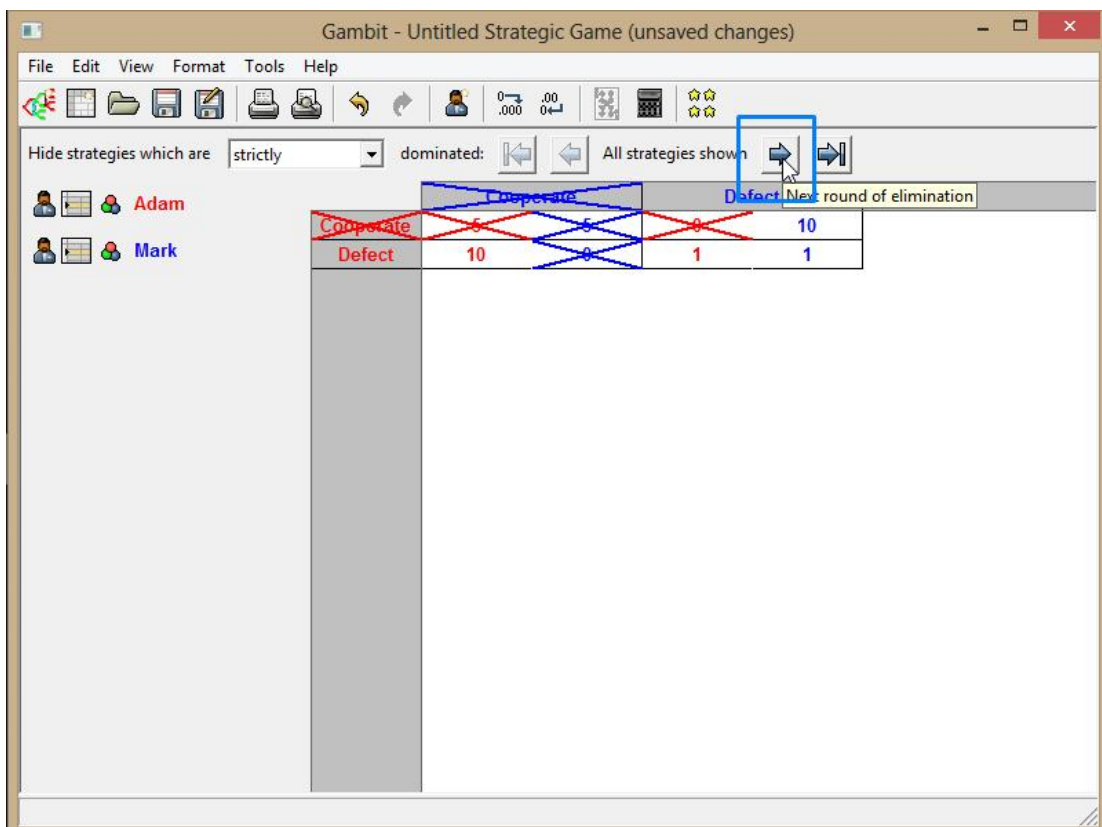 Gambit - Untitled Strategic Game (unsaved changes)
File Edit View Format Tools Help
Hide strategies which are strictly dominated: All strategies shown
Next round of elimination
Adam
Mark
Cooperate Defect
Cooperate 5 5 0 10
Defect 10 0 1 1